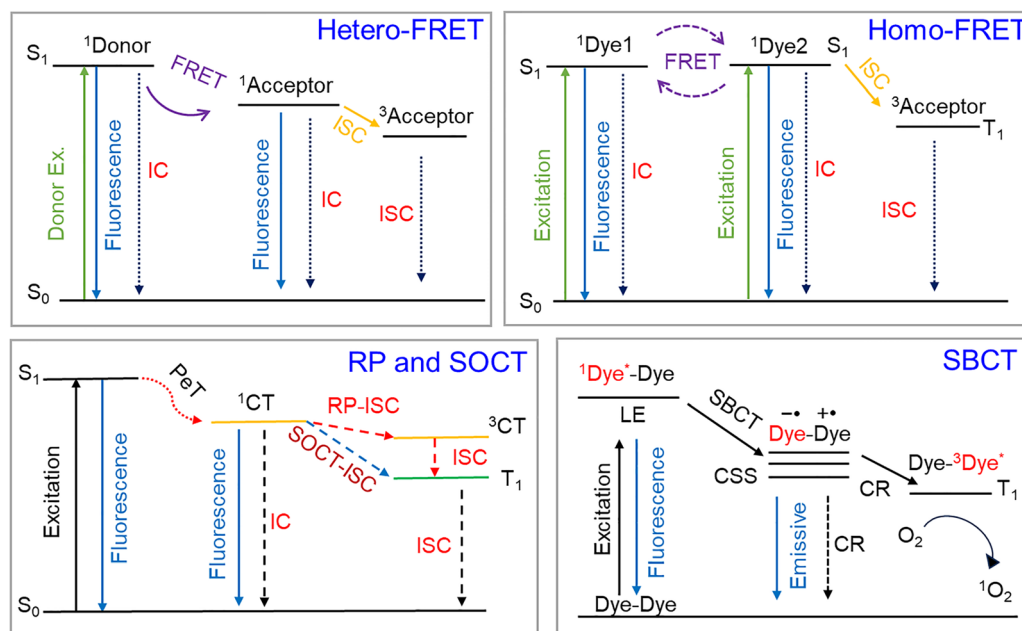 Hetero-FRET
¹Donor
S₁
FRET
¹Acceptor
ISC
³Acceptor
Donor Ex.
Fluorescence
IC
Fluorescence
IC
ISC
S₀
Homo-FRET
¹Dye1
FRET
¹Dye2
S₁
S₁
ISC
³Acceptor
T₁
Excitation
Fluorescence
IC
Excitation
Fluorescence
IC
ISC
S₀
RP and SOCT
S₁
PeT
¹CT
RP-ISC
³CT
SOCT-ISC
ISC
T₁
Excitation
Fluorescence
Fluorescence
IC
ISC
S₀
SBCT
¹Dye*-Dye
LE
SBCT
–• +•
Dye-Dye
CSS
CR
Dye-³Dye*
T₁
Excitation
Fluorescence
Emissive
CR
O₂
¹O₂
Dye-Dye